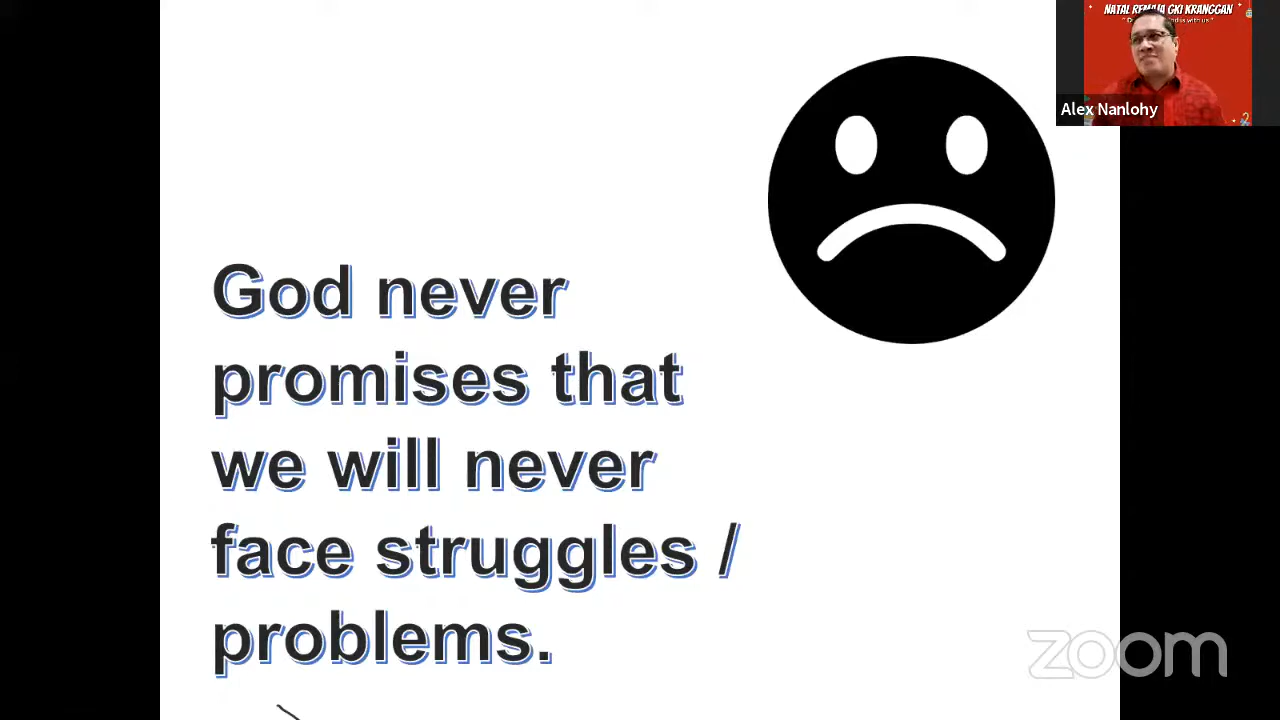 NATAL REMAJA GKI KRANGGAN
Alex Nanlohy
God never
promises that
we will never
face struggles /
problems.
zoom